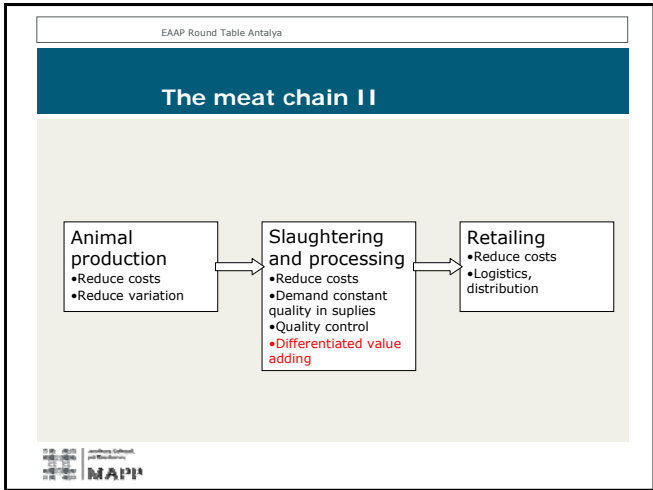 EAAP Round Table Antalya
The meat chain II
Animal
production
•Reduce costs
•Reduce variation
Slaughtering
and processing
•Reduce costs
•Demand constant
quality in suplies
•Quality control
•Differentiated value
adding
Retailing
•Reduce costs
•Logistics,
distribution
MAPP